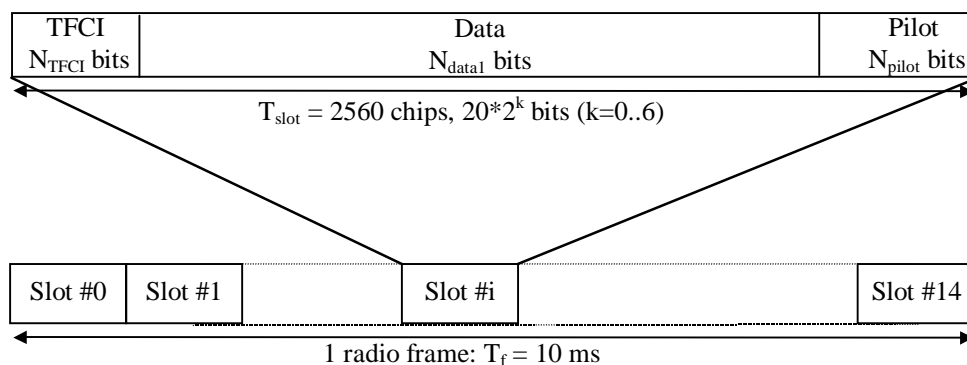 TFCI Data Pilot
N_TFCI bits N_data1 bits N_pilot bits
T_slot = 2560 chips, 20*2^k bits (k=0..6)
Slot #0 Slot #1 Slot #i Slot #14
1 radio frame: T_f = 10 ms